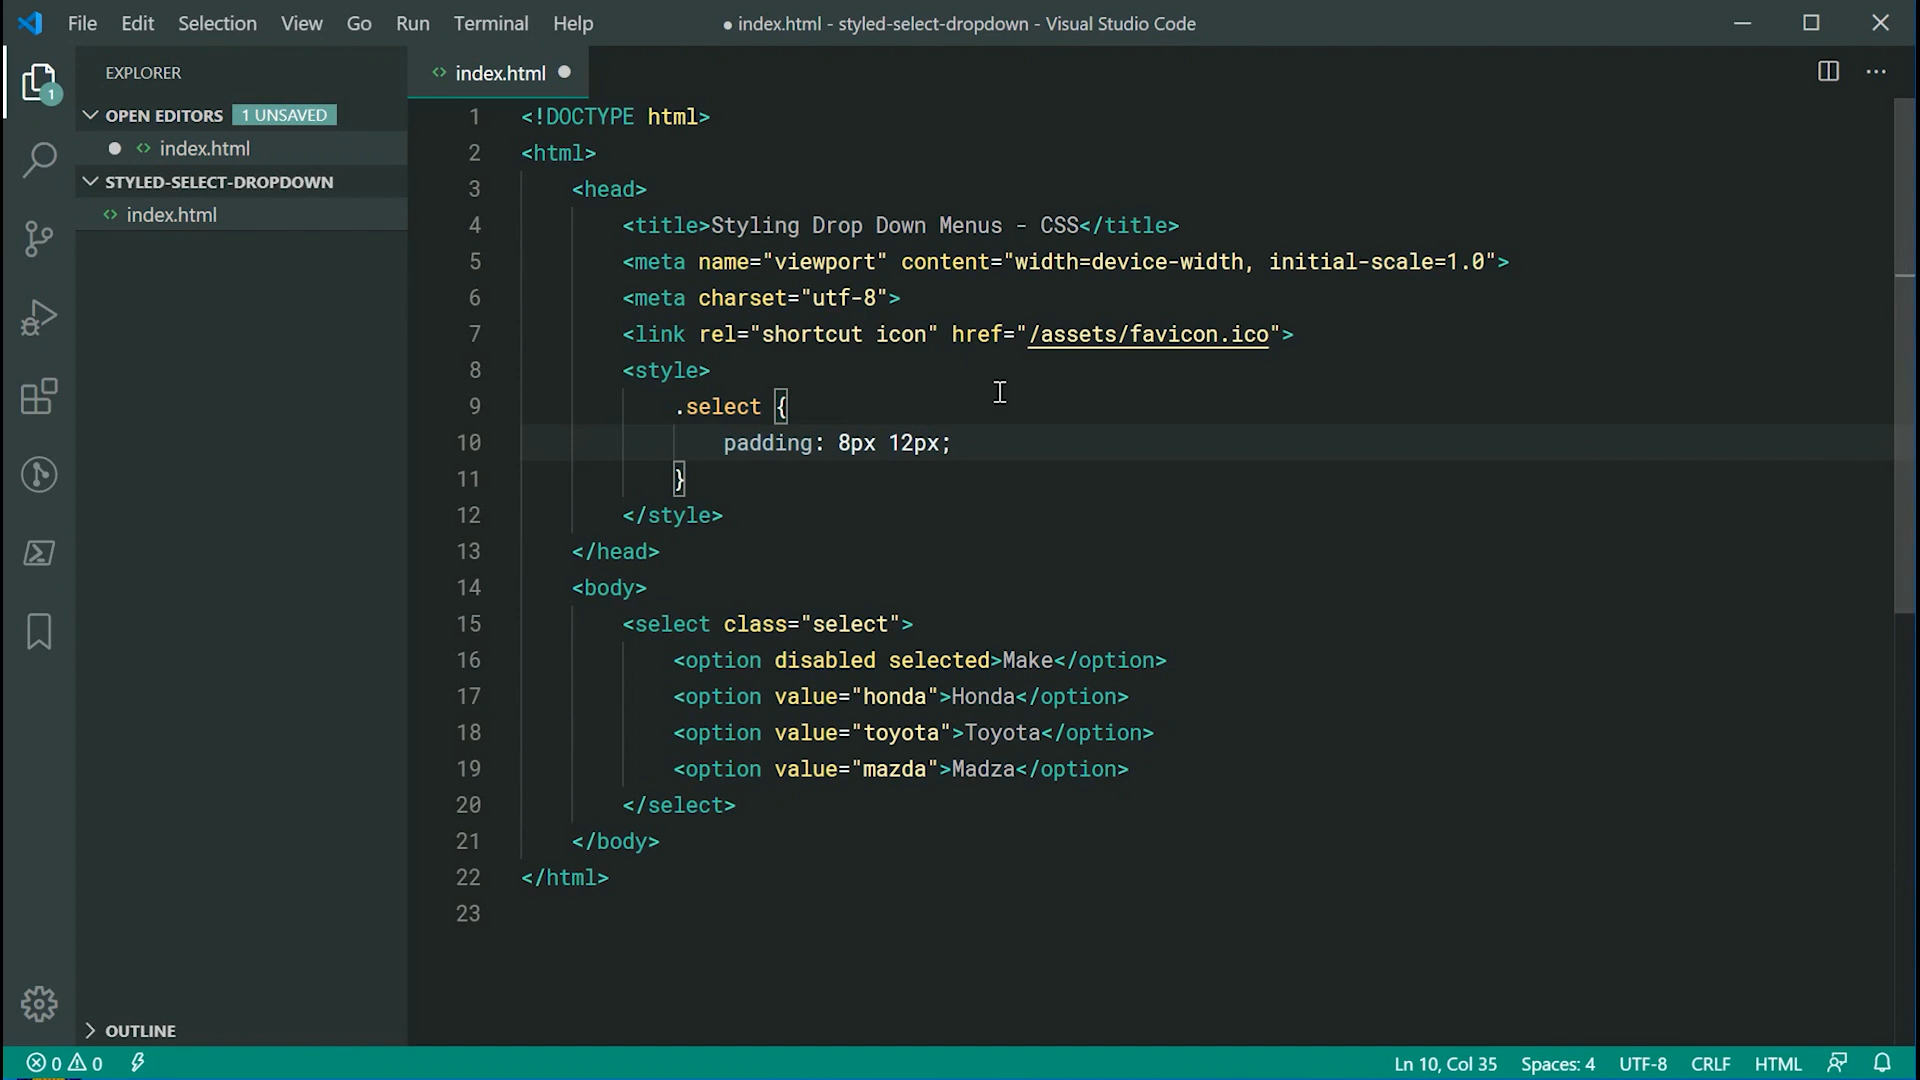 File Edit Selection View Go Run Terminal Help ● index.html - styled-select-dropdown - Visual Studio Code
EXPLORER
index.html
1
OPEN EDITORS 1 UNSAVED
index.html
STYLED-SELECT-DROPDOWN
index.html
1 <!DOCTYPE html>
2 <html>
3 <head>
4 <title>Styling Drop Down Menus - CSS</title>
5 <meta name="viewport" content="width=device-width, initial-scale=1.0">
6 <meta charset="utf-8">
7 <link rel="shortcut icon" href="/assets/favicon.ico">
8 <style>
9 .select {
10 padding: 8px 12px;
11 }
12 </style>
13 </head>
14 <body>
15 <select class="select">
16 <option disabled selected>Make</option>
17 <option value="honda">Honda</option>
18 <option value="toyota">Toyota</option>
19 <option value="mazda">Madza</option>
20 </select>
21 </body>
22 </html>
23
OUTLINE
0 0 Ln 10, Col 35 Spaces: 4 UTF-8 CRLF HTML